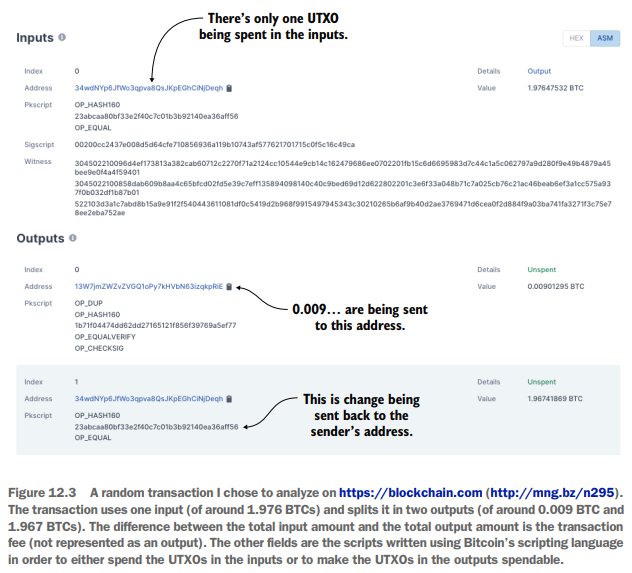 There's only one UTXO
being spent in the inputs.
Inputs
HEX ASM
Index 0 Details Output
Address 34wdNYp6JfWo3qpva8QsJKpEGhCiNjDeqh Value 1.97647532 BTC
Pkscript OP_HASH160
23abcaa80bf33e2f40c7c01b3b92140ea36aff56
OP_EQUAL
Sigscript 00200cc2437e008d5d64cfe710856936a119b10743af577621701715c0f5c16c49ca
Witness 304502210096d4ef173813a382cab60712c2270f71a2124cc10544e9cb14c162479686ee0702201fb15c6d6695983d7c44c1a5c062797a9d280f9e49b4879a45
bee9e0f4a4f59401
3045022100858dab609b8aa4c65bfcd02fd5e39c7eff135894098140c40c9bed69d12d622802201c3e6f33a048b71c7a025cb76c21ac46beab6ef3a1cc575a93
7f0b032df1b87b01
522103d3a1c7abd8b15a9e91f2f540443611081df0c5419d2b968f9915497945343c30210265b6af9b40d2ae3769471d6cea0f2d884f9a03ba741fa3271f3c75e7
8ee2eba752ae
Outputs
Index 0 Details Unspent
Address 13W7jmZWZvZVGQ1oPy7kHVbN63izqkpRiE Value 0.00901295 BTC
Pkscript OP_DUP
OP_HASH160
1b71f04474dd62dd27165121f856f39769a5ef77
OP_EQUALVERIFY
OP_CHECKSIG
0.009… are being sent
to this address.
Index 1 Details Unspent
Address 34wdNYp6JfWo3qpva8QsJKpEGhCiNjDeqh Value 1.96741869 BTC
Pkscript OP_HASH160
23abcaa80bf33e2f40c7c01b3b92140ea36aff56
OP_EQUAL
This is change being
sent back to the
sender's address.
Figure 12.3 A random transaction I chose to analyze on https://blockchain.com (http://mng.bz/n295).
The transaction uses one input (of around 1.976 BTCs) and splits it in two outputs (of around 0.009 BTC and
1.967 BTCs). The difference between the total input amount and the total output amount is the transaction
fee (not represented as an output). The other fields are the scripts written using Bitcoin's scripting language
in order to either spend the UTXOs in the inputs or to make the UTXOs in the outputs spendable.